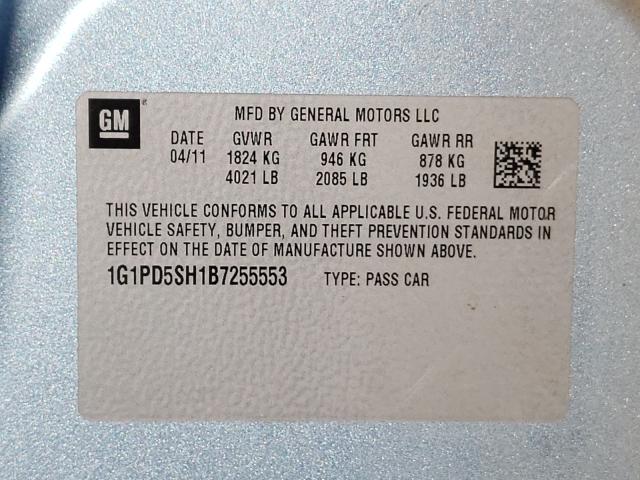 GM
MFD BY GENERAL MOTORS LLC
DATE GVWR GAWR FRT GAWR RR
04/11 1824 KG 946 KG 878 KG
4021 LB 2085 LB 1936 LB
THIS VEHICLE CONFORMS TO ALL APPLICABLE U.S. FEDERAL MOTOR
VEHICLE SAFETY, BUMPER, AND THEFT PREVENTION STANDARDS IN
EFFECT ON THE DATE OF MANUFACTURE SHOWN ABOVE.
1G1PD5SH1B7255553 TYPE: PASS CAR